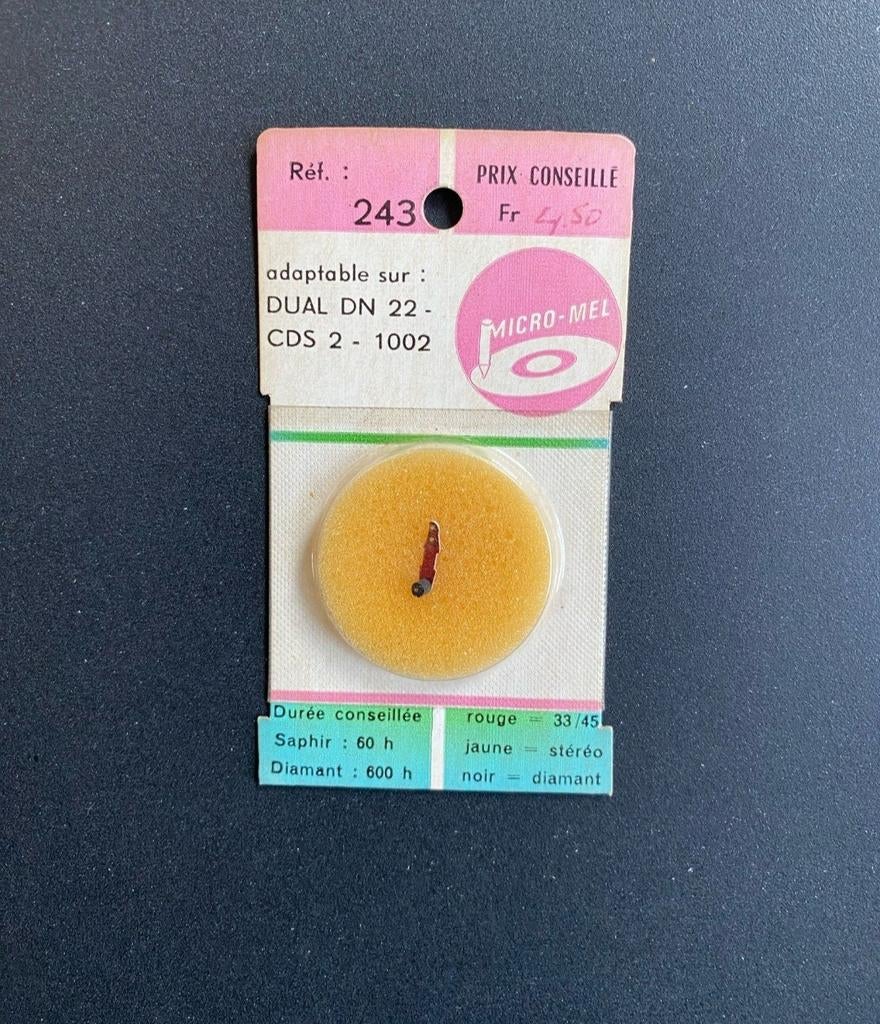 Réf. :
243
PRIX CONSEILLÉ
Fr 4,50
adaptable sur :
DUAL DN 22 -
CDS 2 - 1002
MICRO-MEL
Durée conseillée
Saphir : 60 h
Diamant : 600 h
rouge = 33/45
jaune = stéréo
noir = diamant